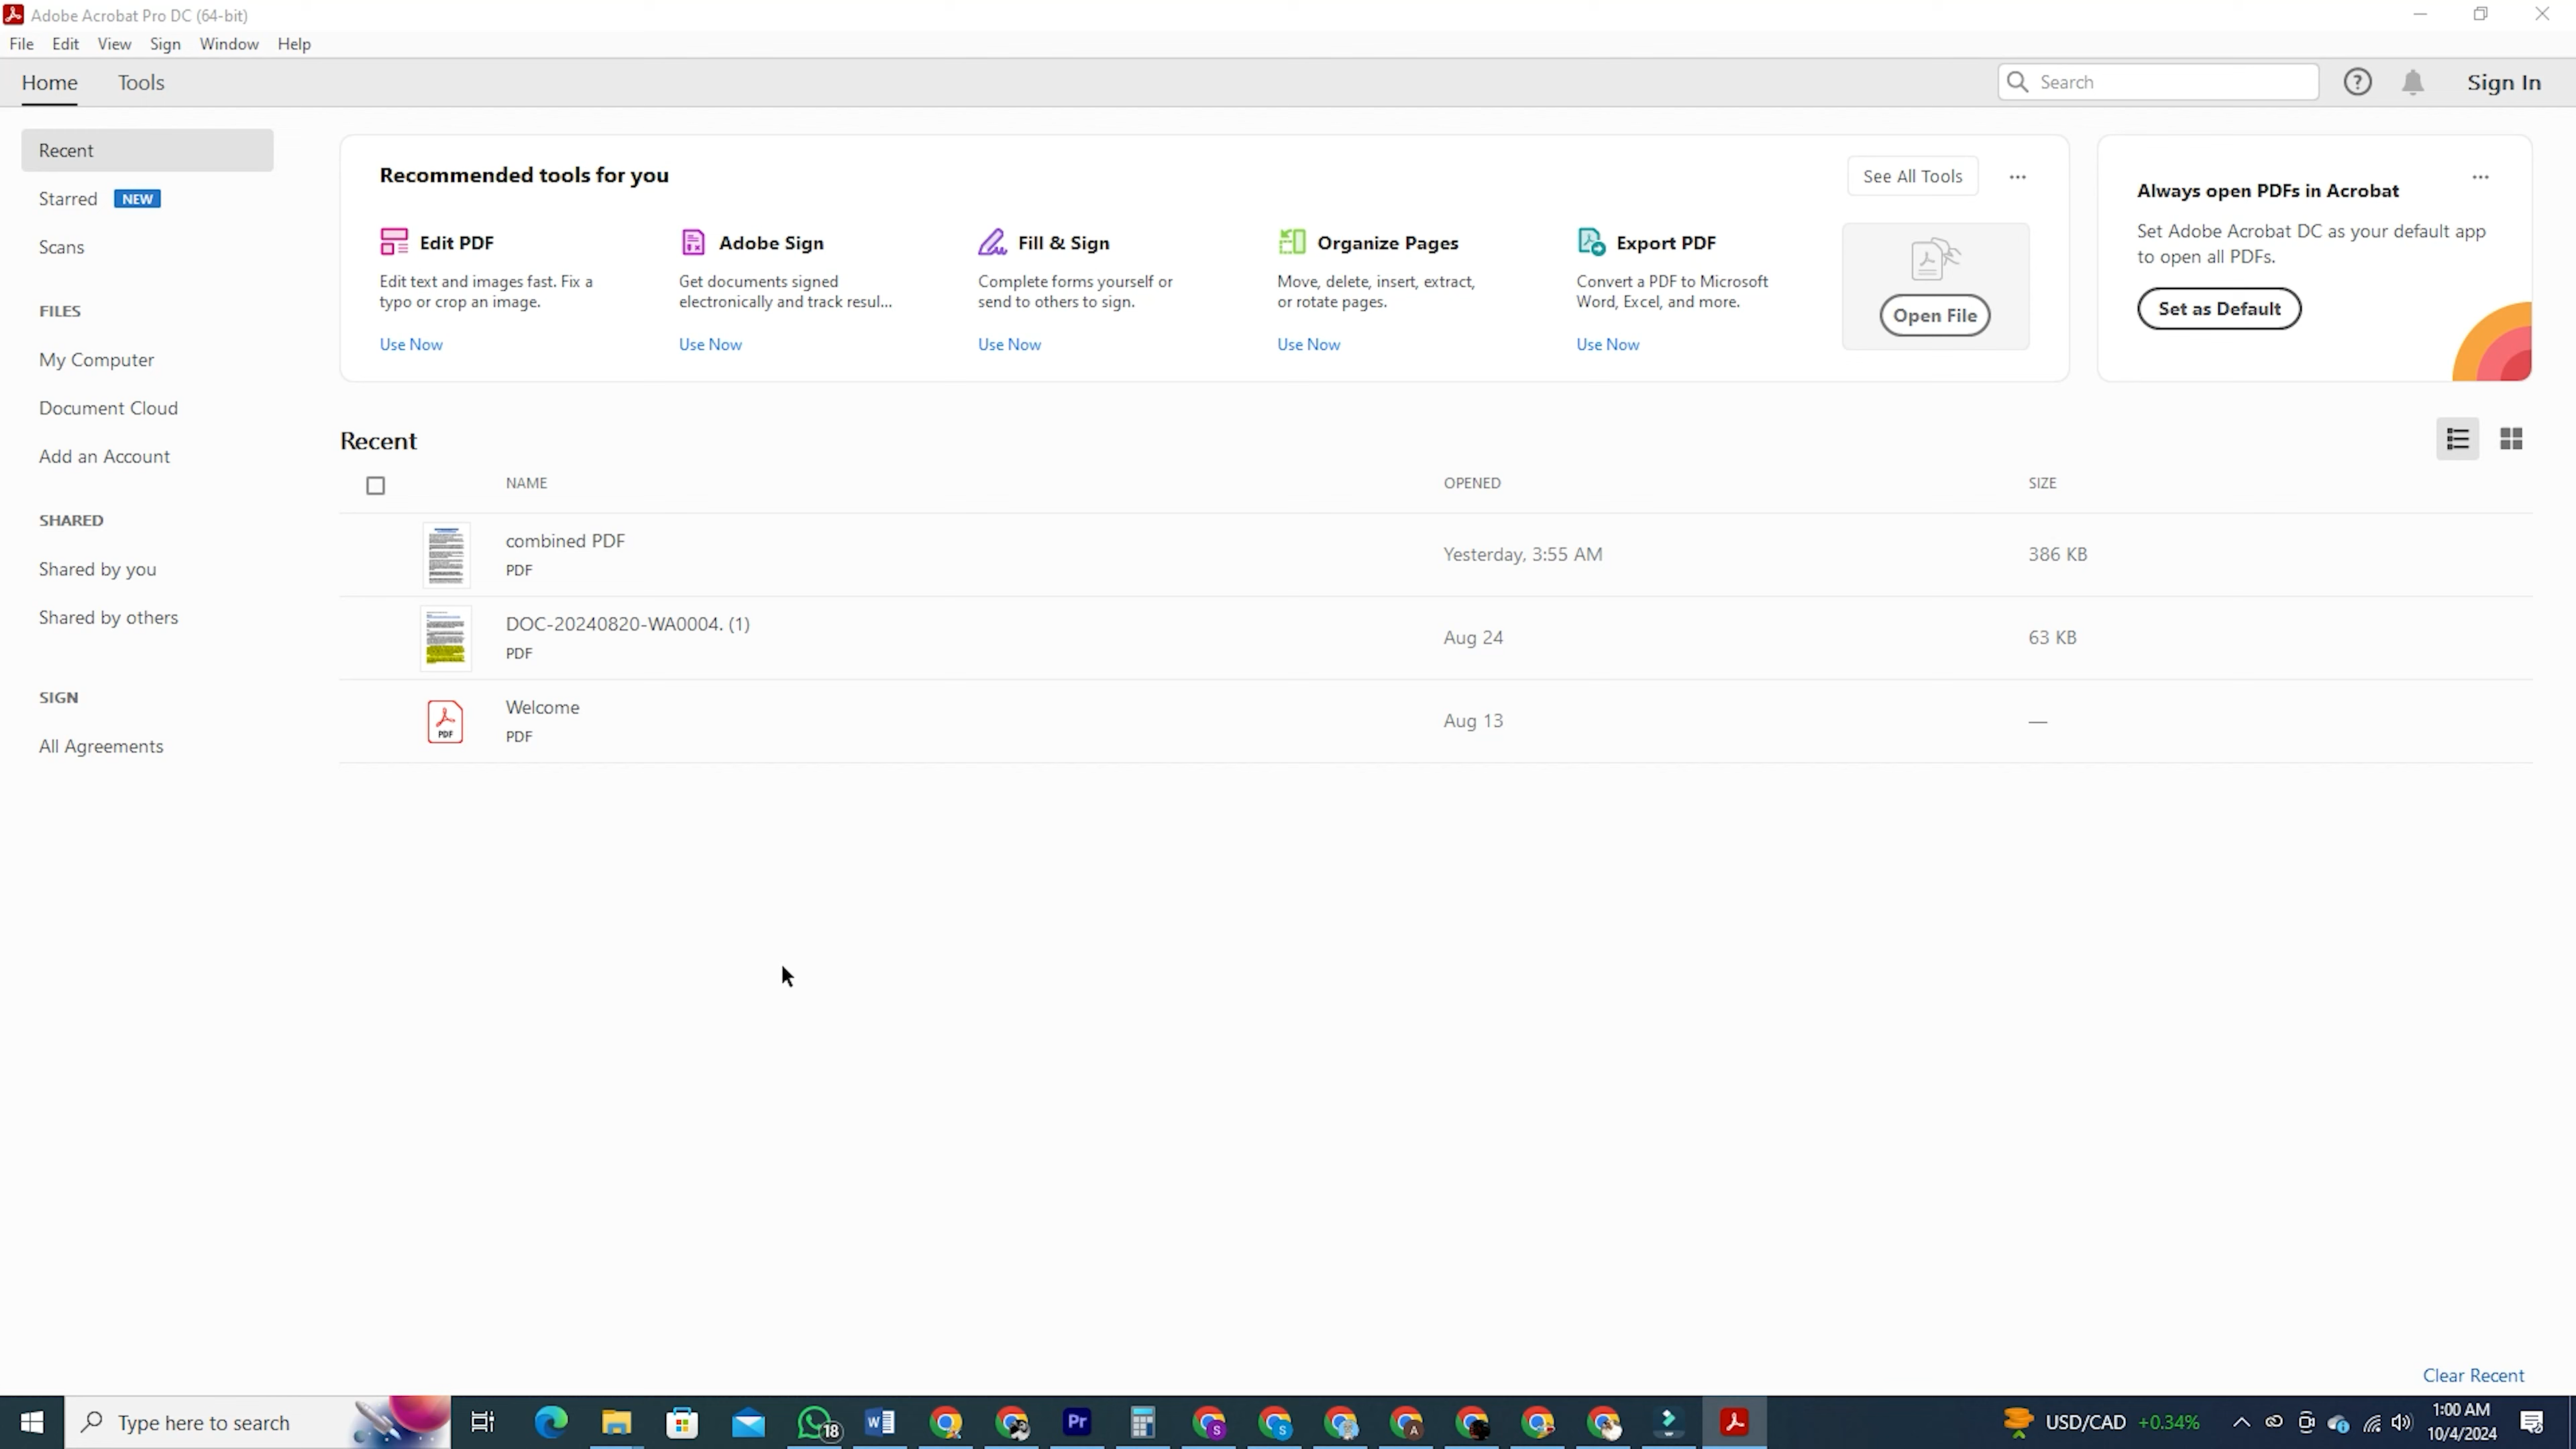 Adobe Acrobat Pro DC (64-bit)
File Edit View Sign Window Help
Home Tools
Search
Sign In
Recent
Starred NEW
Scans
FILES
My Computer
Document Cloud
Add an Account
SHARED
Shared by you
Shared by others
SIGN
All Agreements
Recommended tools for you
See All Tools
Edit PDF
Edit text and images fast. Fix a
typo or crop an image.
Use Now
Adobe Sign
Get documents signed
electronically and track resul...
Use Now
Fill & Sign
Complete forms yourself or
send to others to sign.
Use Now
Organize Pages
Move, delete, insert, extract,
or rotate pages.
Use Now
Export PDF
Convert a PDF to Microsoft
Word, Excel, and more.
Use Now
Open File
Always open PDFs in Acrobat
Set Adobe Acrobat DC as your default app
to open all PDFs.
Set as Default
Recent
NAME OPENED SIZE
combined PDF
PDF
Yesterday, 3:55 AM
386 KB
DOC-20240820-WA0004. (1)
PDF
Aug 24
63 KB
PDF
Welcome
PDF
Aug 13
—
Clear Recent
Type here to search
18
W
Pr
S
S
A
USD/CAD +0.34%
1:00 AM
10/4/2024